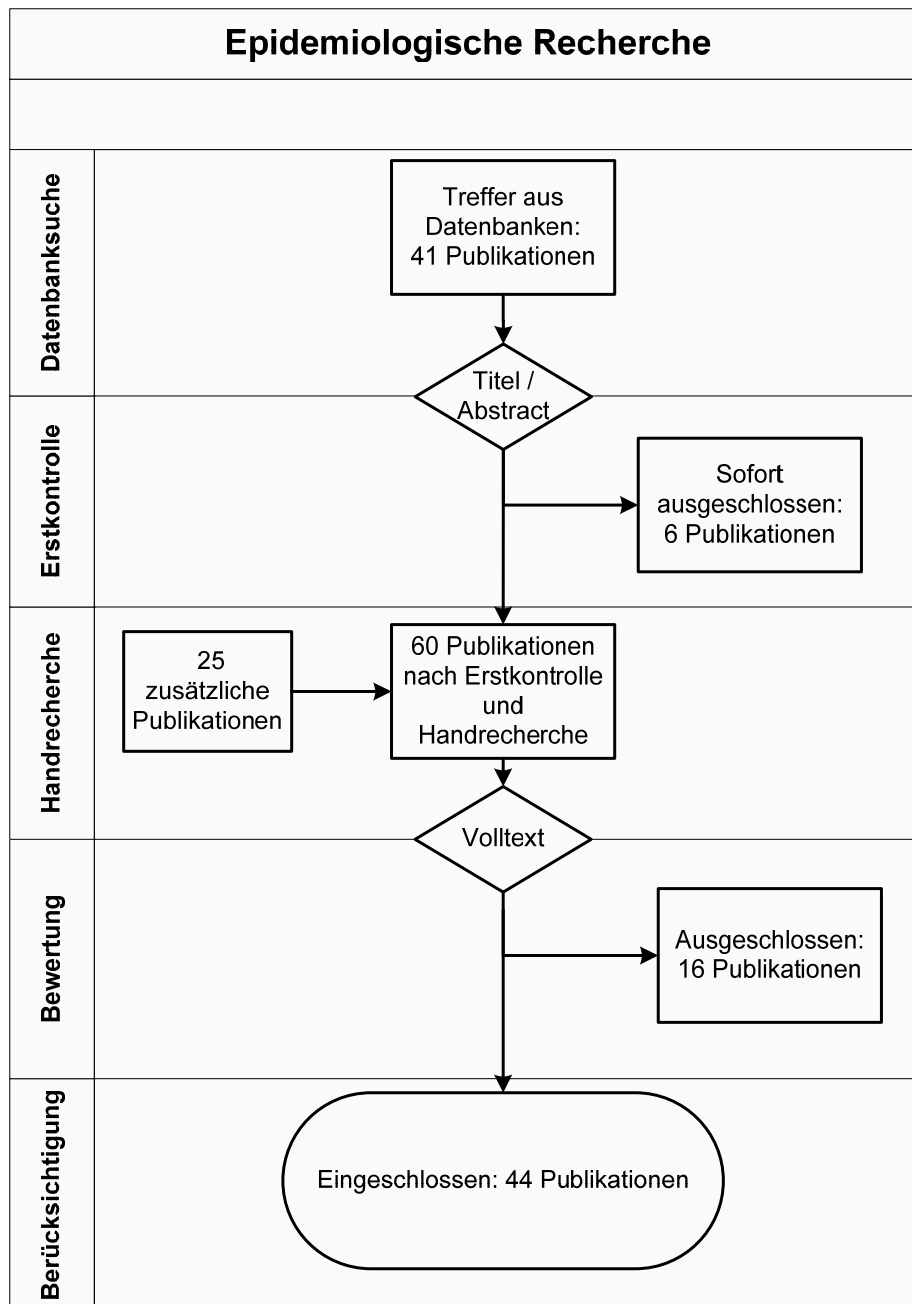 Epidemiologische Recherche
Datenbanksuche
Treffer aus
Datenbanken:
41 Publikationen
Titel /
Abstract
Erstkontrolle
Sofort
ausgeschlossen:
6 Publikationen
Handrecherche
25
zusätzliche
Publikationen
60 Publikationen
nach Erstkontrolle
und
Handrecherche
Volltext
Bewertung
Ausgeschlossen:
16 Publikationen
Berücksichtigung
Eingeschlossen: 44 Publikationen